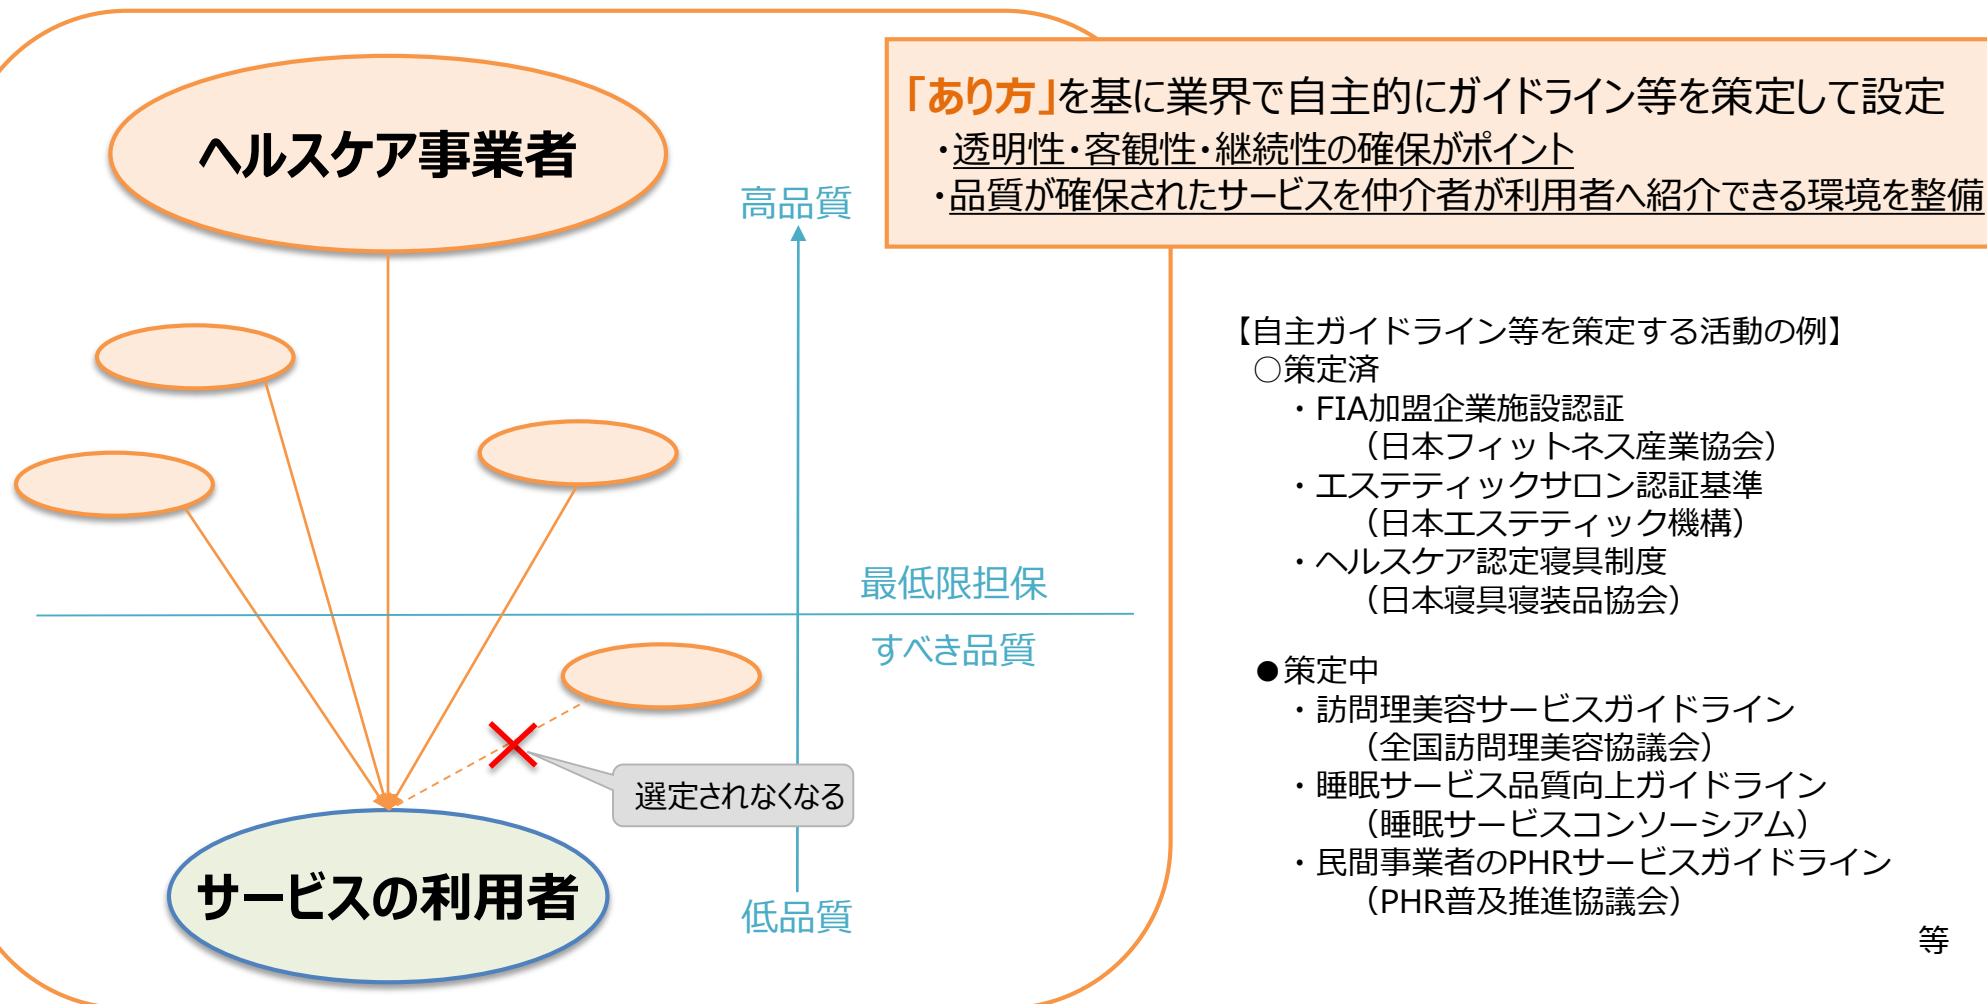 「あり方」を基に業界で自主的にガイドライン等を策定して設定
・透明性・客観性・継続性の確保がポイント
・品質が確保されたサービスを仲介者が利用者へ紹介できる環境を整備
ヘルスケア事業者
高品質
最低限担保
すべき品質
選定されなくなる
サービスの利用者
低品質
【自主ガイドライン等を策定する活動の例】
○策定済
・FIA加盟企業施設認証
（日本フィットネス産業協会）
・エステティックサロン認証基準
（日本エステティック機構）
・ヘルスケア認定寝具制度
（日本寝具寝装品協会）
●策定中
・訪問理美容サービスガイドライン
（全国訪問理美容協議会）
・睡眠サービス品質向上ガイドライン
（睡眠サービスコンソーシアム）
・民間事業者のPHRサービスガイドライン
（PHR普及推進協議会）
等